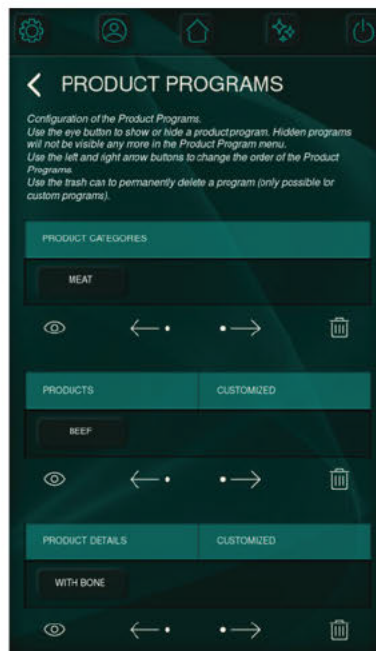 PRODUCT PROGRAMS
Configuration of the Product Programs.
Use the eye button to show or hide a product program. Hidden programs
will not be visible any more in the Product Program menu.
Use the left and right arrow buttons to change the order of the Product
Programs.
Use the trash can to permanently delete a program (only possible for
custom programs).
PRODUCT CATEGORIES
MEAT
PRODUCTS CUSTOMIZED
BEEF
PRODUCT DETAILS CUSTOMIZED
WITH BONE